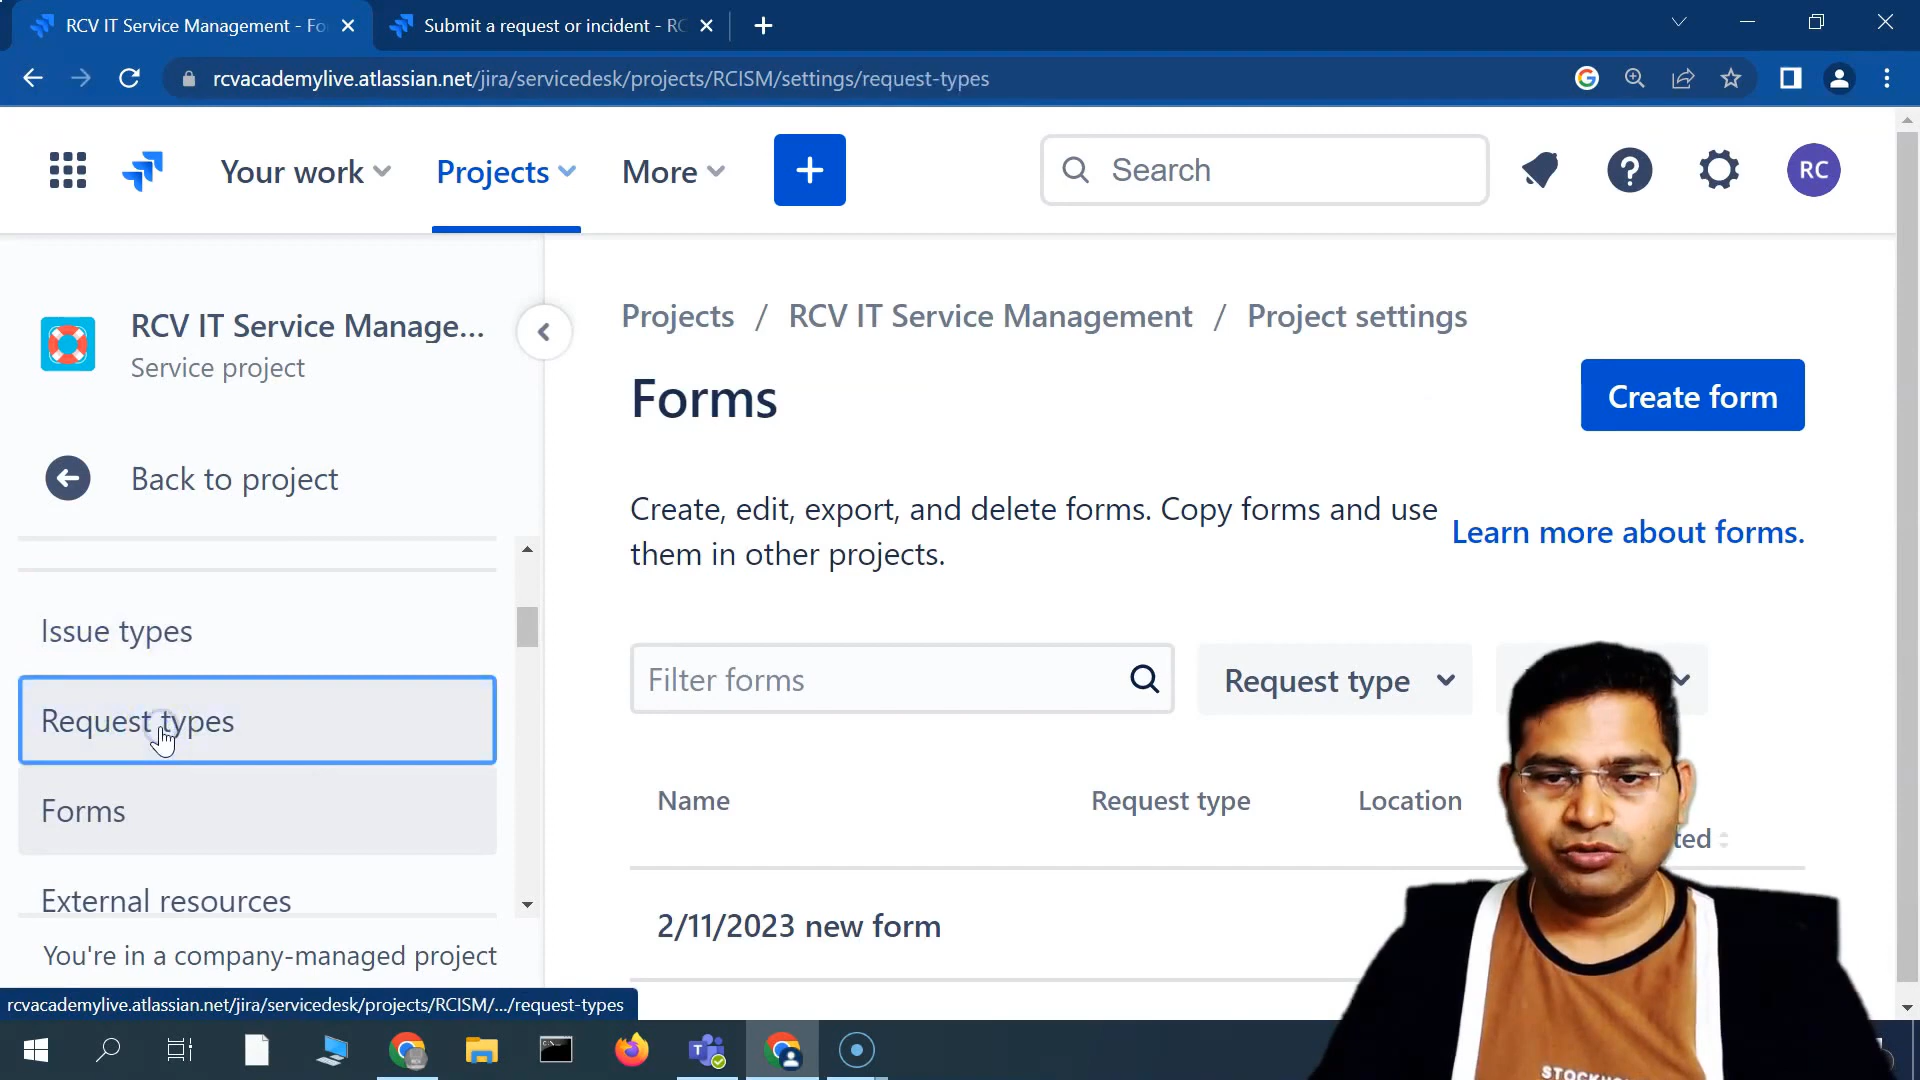 RCV IT Service Management - Fo
Submit a request or incident - RC
rcvacademylive.atlassian.net/jira/servicedesk/projects/RCISM/settings/request-types
Your work
Projects
More
Search
RC
RCV IT Service Manage...
Service project
Back to project
Issue types
Request types
Forms
External resources
You're in a company-managed project
rcvacademylive.atlassian.net/jira/servicedesk/projects/RCISM/.../request-types
Projects / RCV IT Service Management / Project settings
Forms
Create form
Create, edit, export, and delete forms. Copy forms and use
them in other projects.
Learn more about forms.
Filter forms
Request type
Name
Request type
Location
2/11/2023 new form